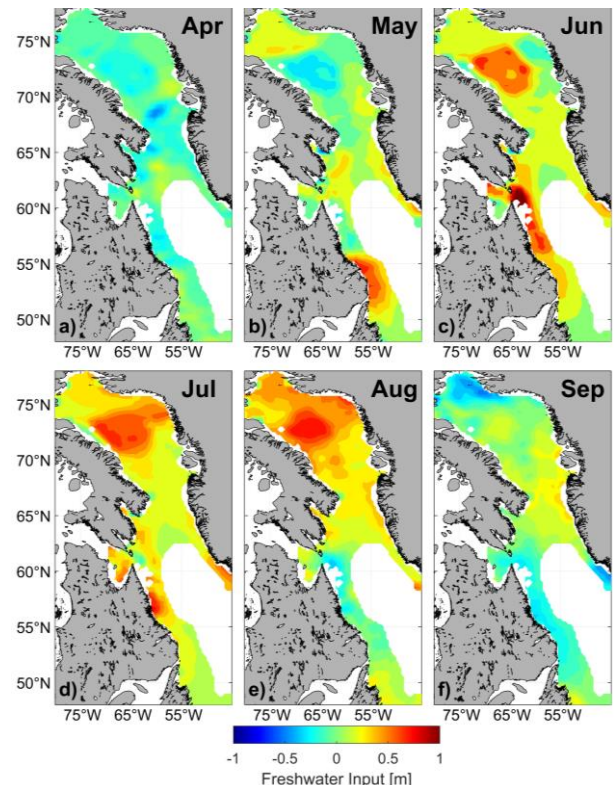 Apr May Jun
75°N
70°N
65°N
60°N
55°N
50°N
a) b) c)
75°W 65°W 55°W 75°W 65°W 55°W 75°W 65°W 55°W
Jul Aug Sep
75°N
70°N
65°N
60°N
55°N
50°N
d) e) f)
75°W 65°W 55°W 75°W 65°W 55°W 75°W 65°W 55°W
-1 -0.5 0 0.5 1
Freshwater Input [m]